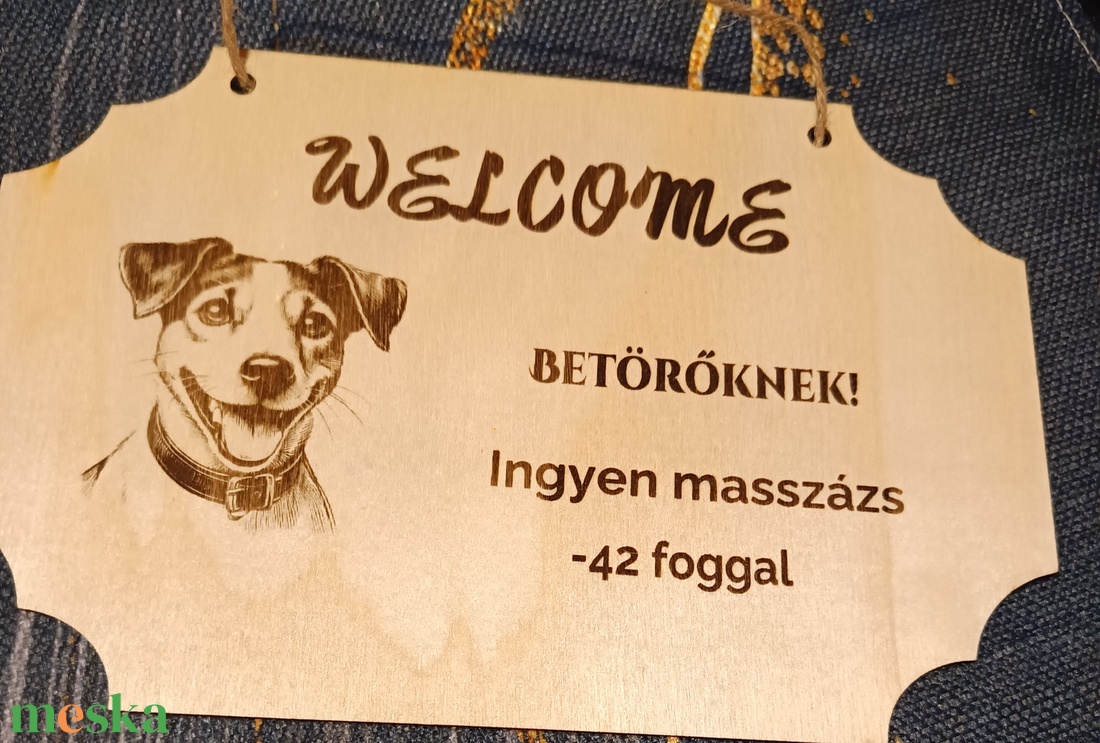 WELCOME
BETÖRŐKNEK!
Ingyen masszázs
-42 foggal
meska